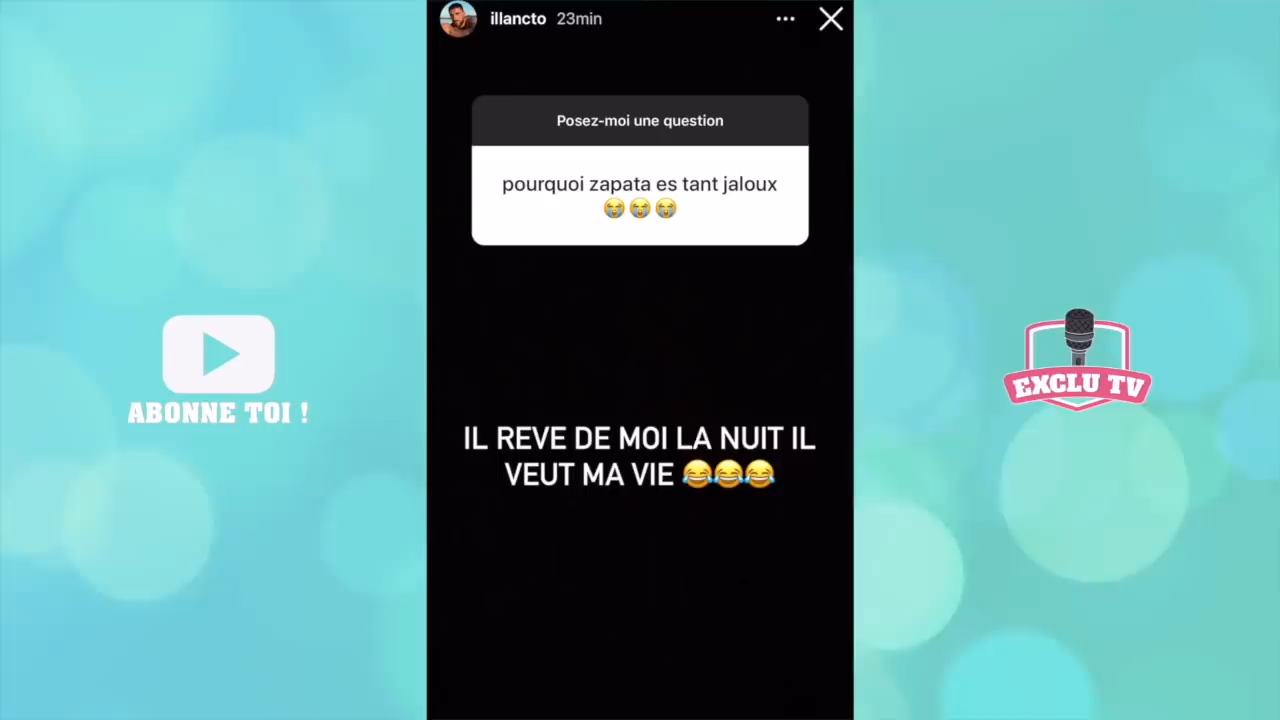 illancto 23min
Posez-moi une question
pourquoi zapata es tant jaloux
😭😭😭
ABONNE TOI !
EXCLU TV
IL REVE DE MOI LA NUIT IL
VEUT MA VIE 😂😂😂